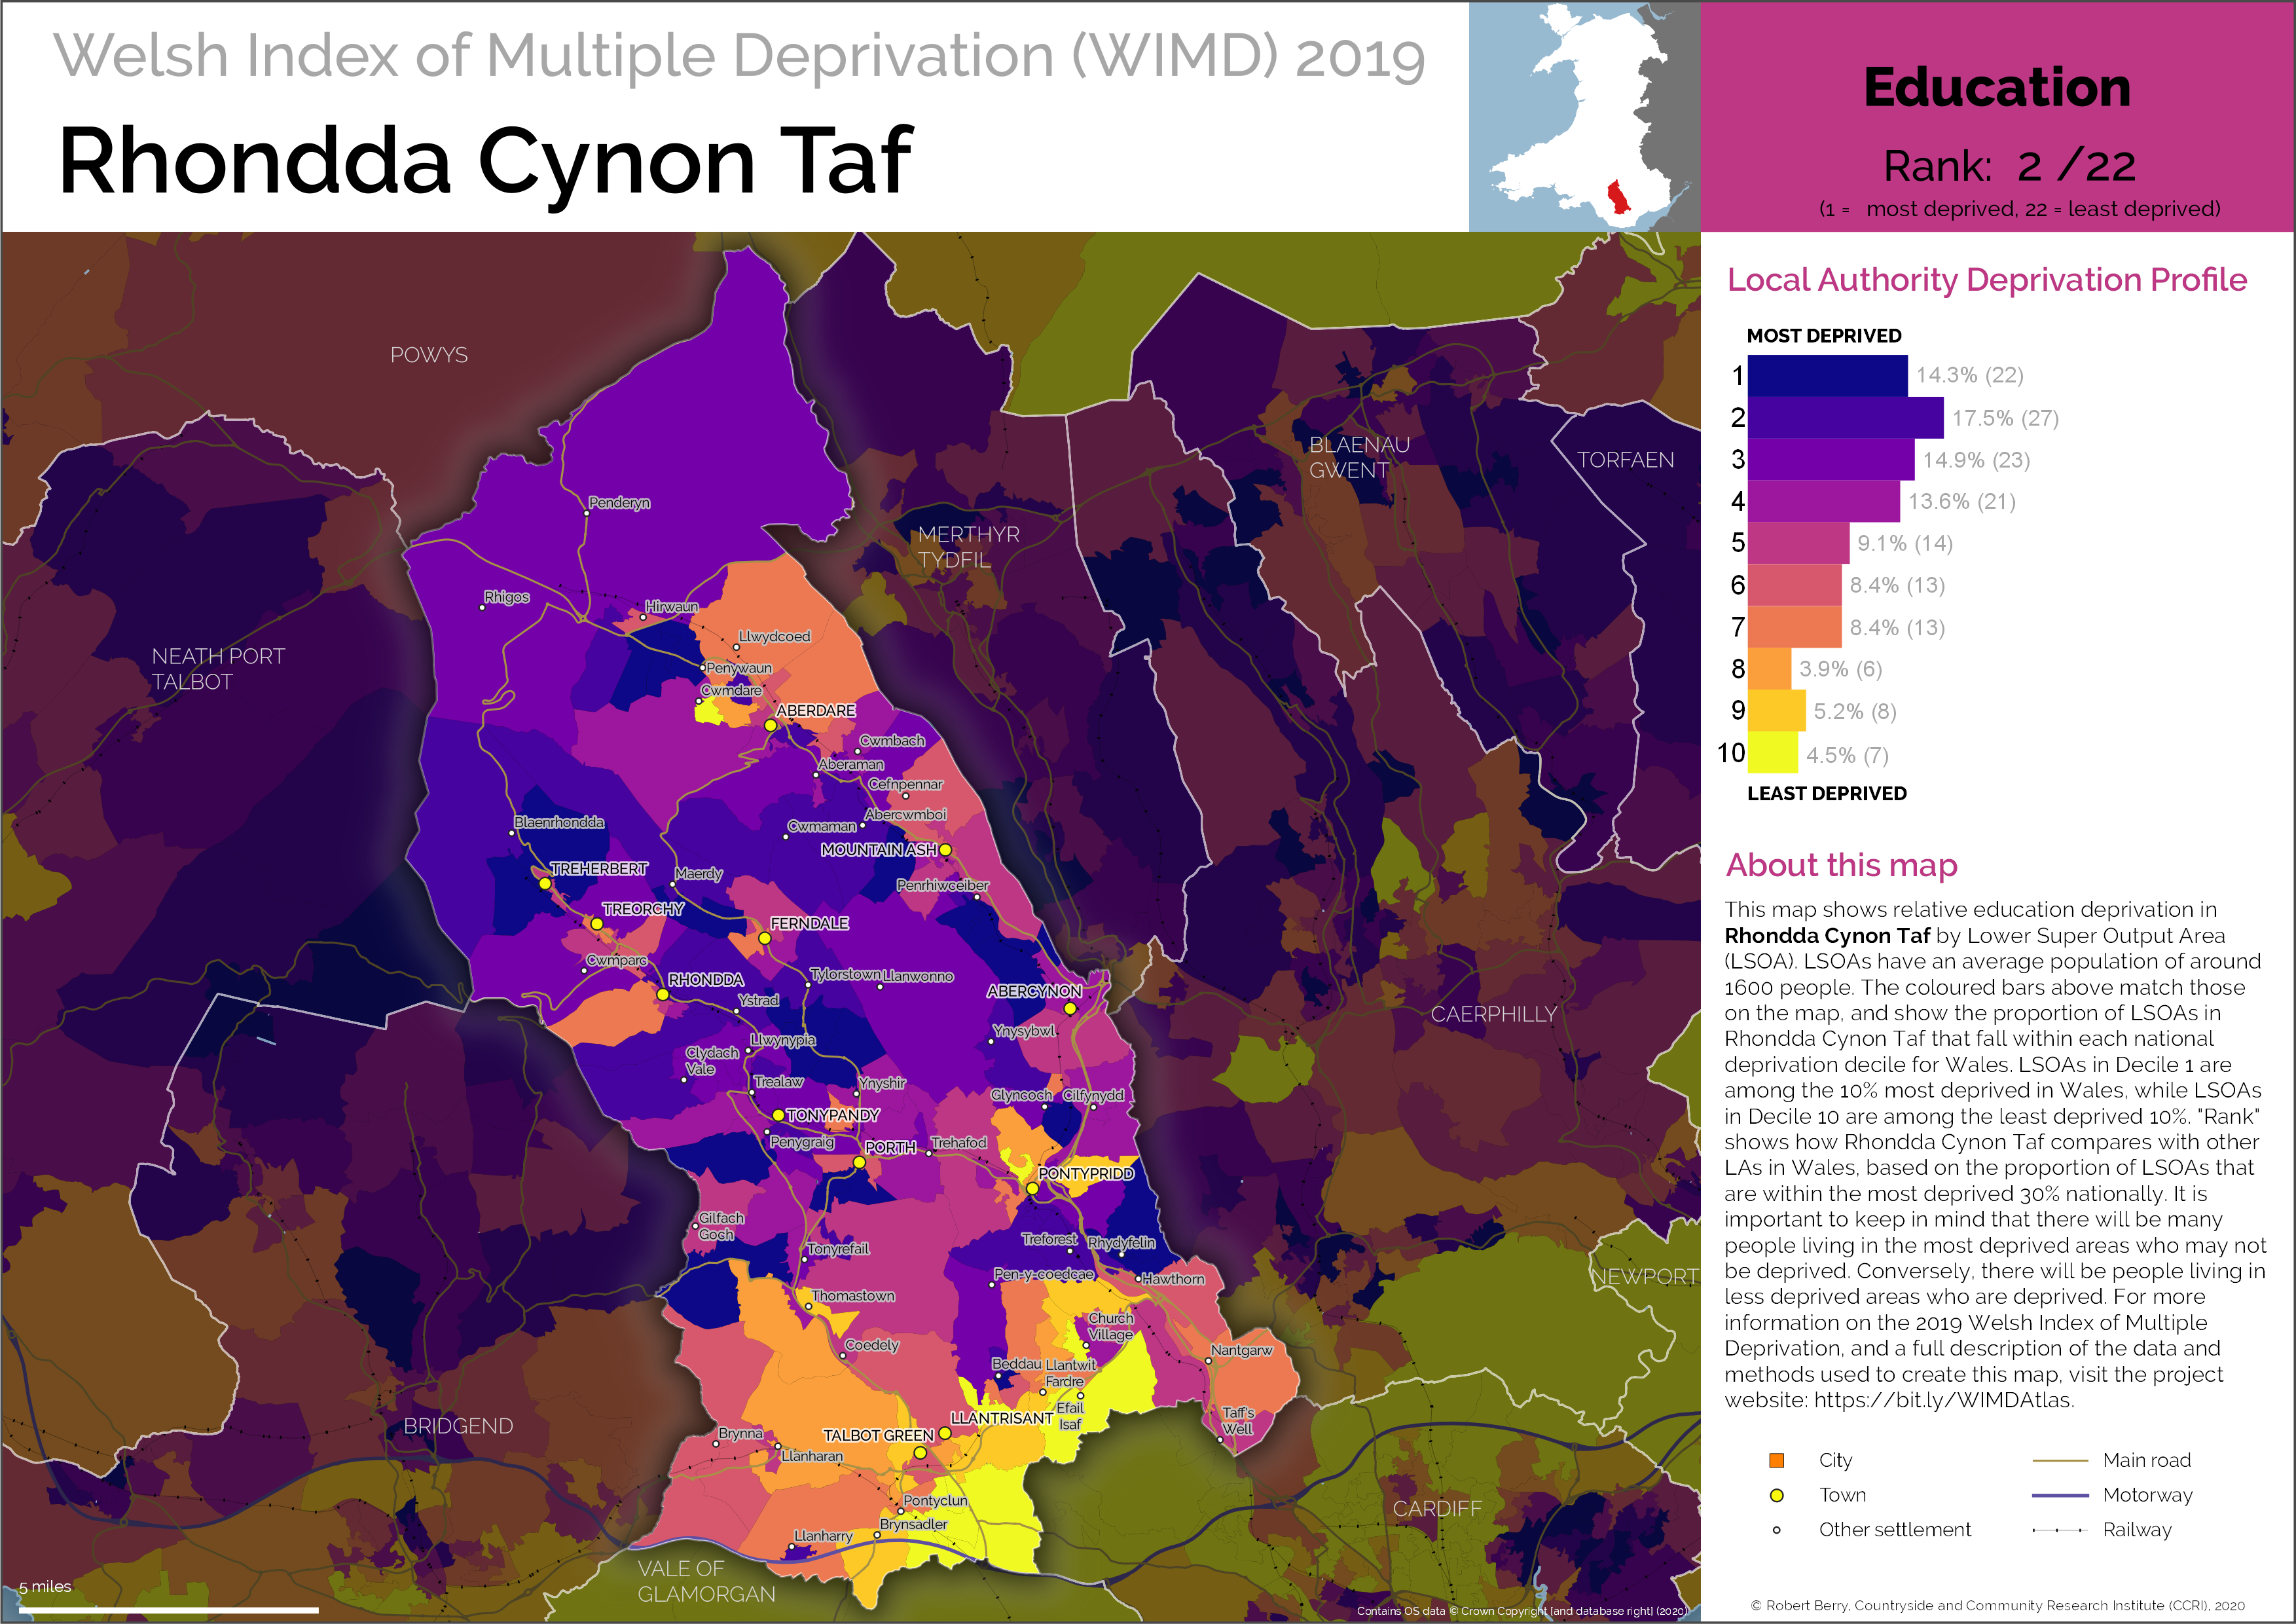 Welsh Index of Multiple Deprivation (WIMD) 2019
Rhondda Cynon Taf
Education
Rank: 2 /22
(1 = most deprived, 22 = least deprived)
POWYS
NEATH PORT
TALBOT
MERTHYR
TYDFIL
BLAENAU
GWENT
TORFAEN
CAERPHILLY
NEWPORT
CARDIFF
BRIDGEND
VALE OF
GLAMORGAN
Penderyn
Rhigos
Hirwaun
Llwydcoed
Penywaun
Cwmdare
ABERDARE
Cwmbach
Aberaman
Cefnpennar
Abercwmboi
Cwmaman
MOUNTAIN ASH
Blaenrhondda
TREHERBERT
Maerdy
Penrhiwceiber
TREORCHY
FERNDALE
Cwmparc
RHONDDA
Tylorstown
Llanwonno
Ystrad
ABERCYNON
Ynysybwl
Llwynypia
Clydach
Vale
Trealaw
Ynyshir
Glyncoch
Cilfynydd
TONYPANDY
Penygraig
PORTH
Trehafod
PONTYPRIDD
Gilfach
Goch
Tonyrefail
Treforest
Rhydyfelin
Pen-y-coedcae
Hawthorn
Thomastown
Church
Village
Coedely
Nantgarw
Beddau
Llantwit
Fardre
Efail
Isaf
Taff's
Well
LLANTRISANT
TALBOT GREEN
Brynna
Llanharan
Pontyclun
Brynsadler
Llanharry
5 miles
Contains OS data © Crown Copyright [and database right] (2020)
Local Authority Deprivation Profile
MOST DEPRIVED
1 14.3% (22)
2 17.5% (27)
3 14.9% (23)
4 13.6% (21)
5 9.1% (14)
6 8.4% (13)
7 8.4% (13)
8 3.9% (6)
9 5.2% (8)
10 4.5% (7)
LEAST DEPRIVED
About this map
This map shows relative education deprivation in
Rhondda Cynon Taf by Lower Super Output Area
(LSOA). LSOAs have an average population of around
1600 people. The coloured bars above match those
on the map, and show the proportion of LSOAs in
Rhondda Cynon Taf that fall within each national
deprivation decile for Wales. LSOAs in Decile 1 are
among the 10% most deprived in Wales, while LSOAs
in Decile 10 are among the least deprived 10%. "Rank"
shows how Rhondda Cynon Taf compares with other
LAs in Wales, based on the proportion of LSOAs that
are within the most deprived 30% nationally. It is
important to keep in mind that there will be many
people living in the most deprived areas who may not
be deprived. Conversely, there will be people living in
less deprived areas who are deprived. For more
information on the 2019 Welsh Index of Multiple
Deprivation, and a full description of the data and
methods used to create this map, visit the project
website: https://bit.ly/WIMDAtlas.
City
Town
Other settlement
Main road
Motorway
Railway
© Robert Berry, Countryside and Community Research Institute (CCRI), 2020